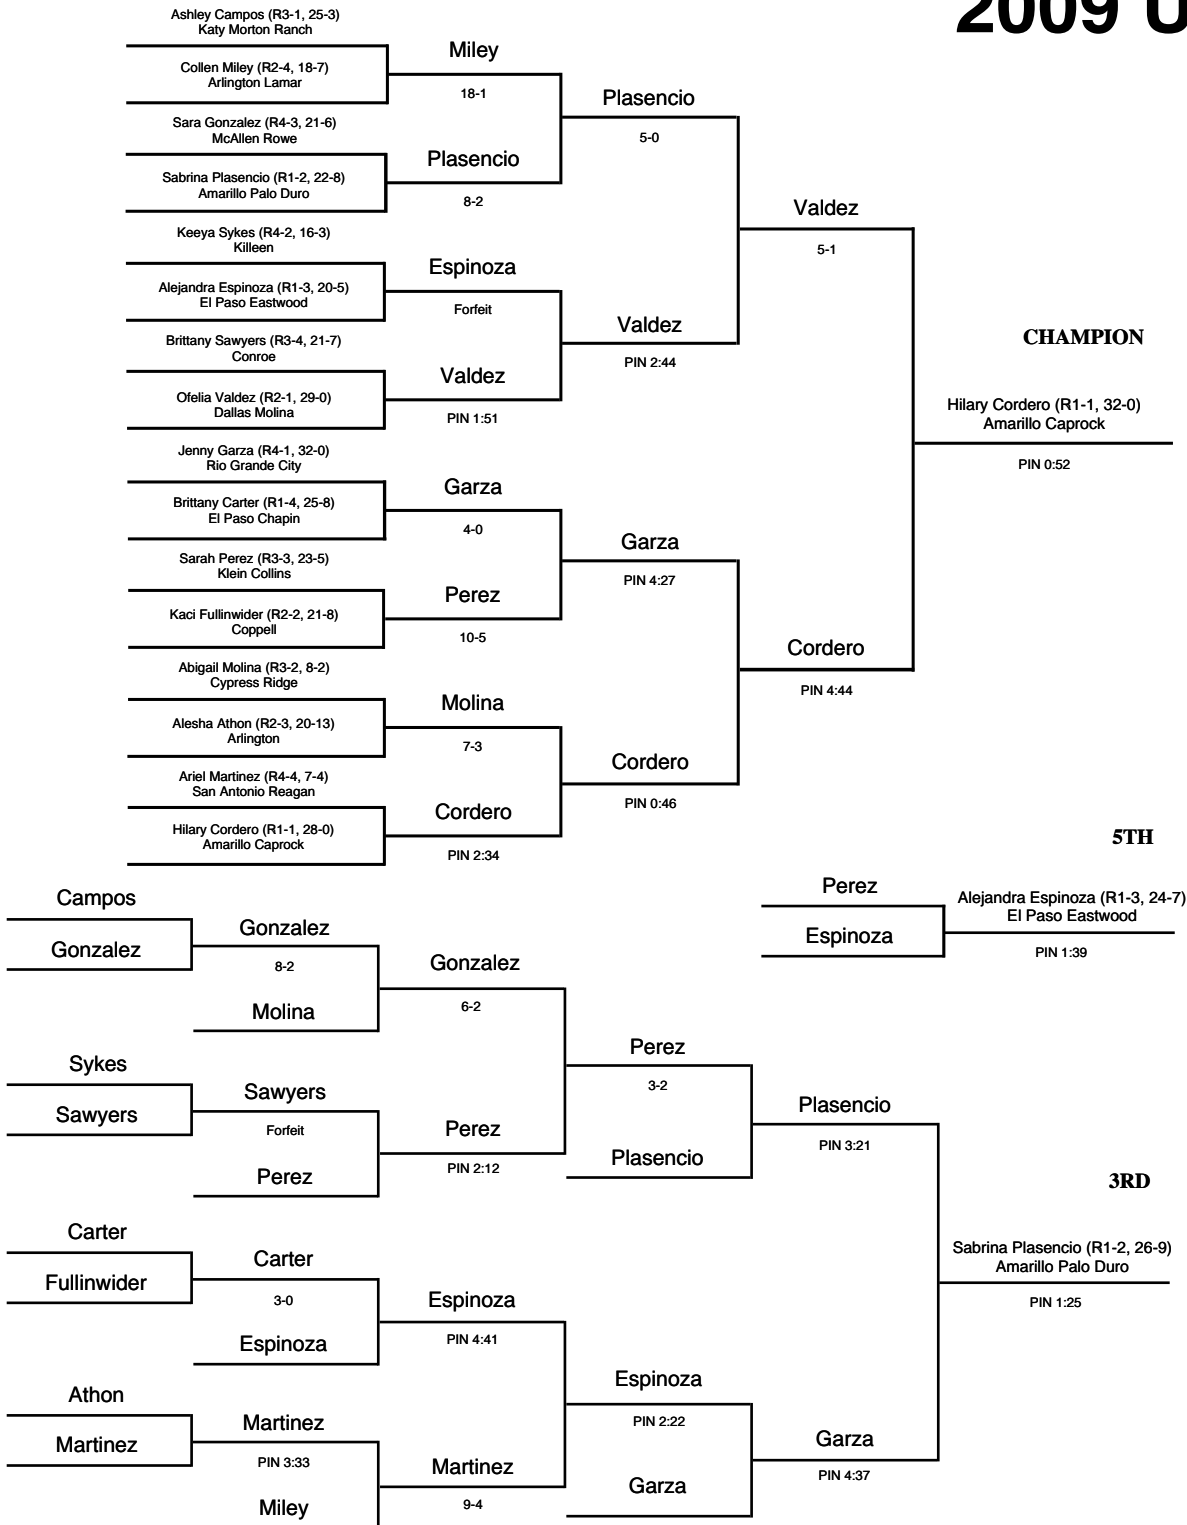 2009 U
Ashley Campos (R3-1, 25-3)
Katy Morton Ranch
Collen Miley (R2-4, 18-7)
Arlington Lamar
Sara Gonzalez (R4-3, 21-6)
McAllen Rowe
Sabrina Plasencio (R1-2, 22-8)
Amarillo Palo Duro
Keeya Sykes (R4-2, 16-3)
Killeen
Alejandra Espinoza (R1-3, 20-5)
El Paso Eastwood
Brittany Sawyers (R3-4, 21-7)
Conroe
Ofelia Valdez (R2-1, 29-0)
Dallas Molina
Jenny Garza (R4-1, 32-0)
Rio Grande City
Brittany Carter (R1-4, 25-8)
El Paso Chapin
Sarah Perez (R3-3, 23-5)
Klein Collins
Kaci Fullinwider (R2-2, 21-8)
Coppell
Abigail Molina (R3-2, 8-2)
Cypress Ridge
Alesha Athon (R2-3, 20-13)
Arlington
Ariel Martinez (R4-4, 7-4)
San Antonio Reagan
Hilary Cordero (R1-1, 28-0)
Amarillo Caprock
Miley
18-1
Plasencio
8-2
Espinoza
Forfeit
Valdez
PIN 1:51
Garza
4-0
Perez
10-5
Molina
7-3
Cordero
PIN 2:34
Plasencio
5-0
Valdez
PIN 2:44
Garza
PIN 4:27
Cordero
PIN 0:46
Valdez
5-1
Cordero
PIN 4:44
CHAMPION
Hilary Cordero (R1-1, 32-0)
Amarillo Caprock
PIN 0:52
5TH
Perez
Espinoza
Alejandra Espinoza (R1-3, 24-7)
El Paso Eastwood
PIN 1:39
Campos
Gonzalez
Sykes
Sawyers
Carter
Fullinwider
Athon
Martinez
Gonzalez
8-2
Molina
Sawyers
Forfeit
Perez
Carter
3-0
Espinoza
Martinez
PIN 3:33
Miley
Gonzalez
6-2
Perez
PIN 2:12
Espinoza
PIN 4:41
Martinez
9-4
Perez
3-2
Plasencio
Espinoza
PIN 2:22
Garza
Plasencio
PIN 3:21
Garza
PIN 4:37
3RD
Sabrina Plasencio (R1-2, 26-9)
Amarillo Palo Duro
PIN 1:25